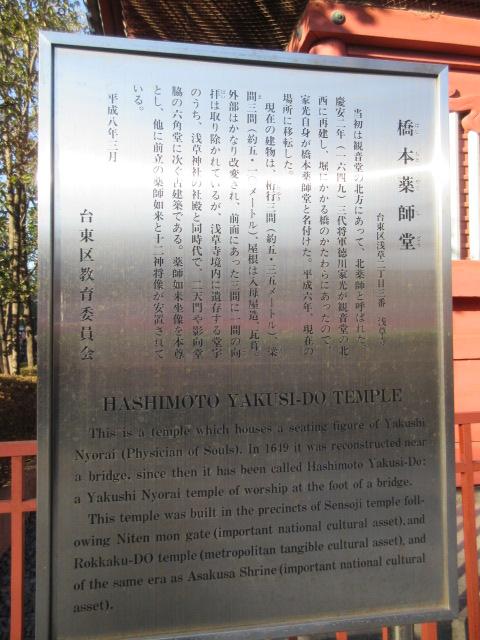 橋本薬師堂
台東区浅草二丁目三番 浅草寺
当初は観音堂の北方にあって、北薬師と呼ばれた。
慶安二年（一六四九）三代将軍徳川家光が観音堂の北
西に再建し、堀にかかる橋のかたわらにあったので、
家光自身が橋本薬師堂と名付けた。平成六年、現在の
場所に移転した。
現在の建物は、桁行三間（約五・三五メートル）、梁
間三間（約五・一〇メートル）、屋根は入母屋造、瓦葺。
外部はかなり改変され、前面にあった三間に一間の向
拝は取り除かれているが、浅草寺境内に遺存する堂宇
のうち、浅草神社の社殿と同時代で、二天門や影向堂
脇の六角堂に次ぐ古建築である。薬師如来坐像を本尊
とし、他に前立の薬師如来と十二神将像が安置されて
いる。
平成八年三月
台東区教育委員会
HASHIMOTO YAKUSI-DO TEMPLE
This is a temple which houses a seating figure of Yakushi
Nyorai (Physician of Souls). In 1649 it was reconstructed near
a bridge, since then it has been called Hashimoto Yakusi-Do:
a Yakushi Nyorai temple of worship at the foot of a bridge.
This temple was built in the precincts of Sensoji temple foll-
owing Niten mon gate (important national cultural asset), and
Rokkaku-DO temple (metropolitan tangible cultural asset), and
of the same era as Asakusa Shrine (important national cultural
asset).